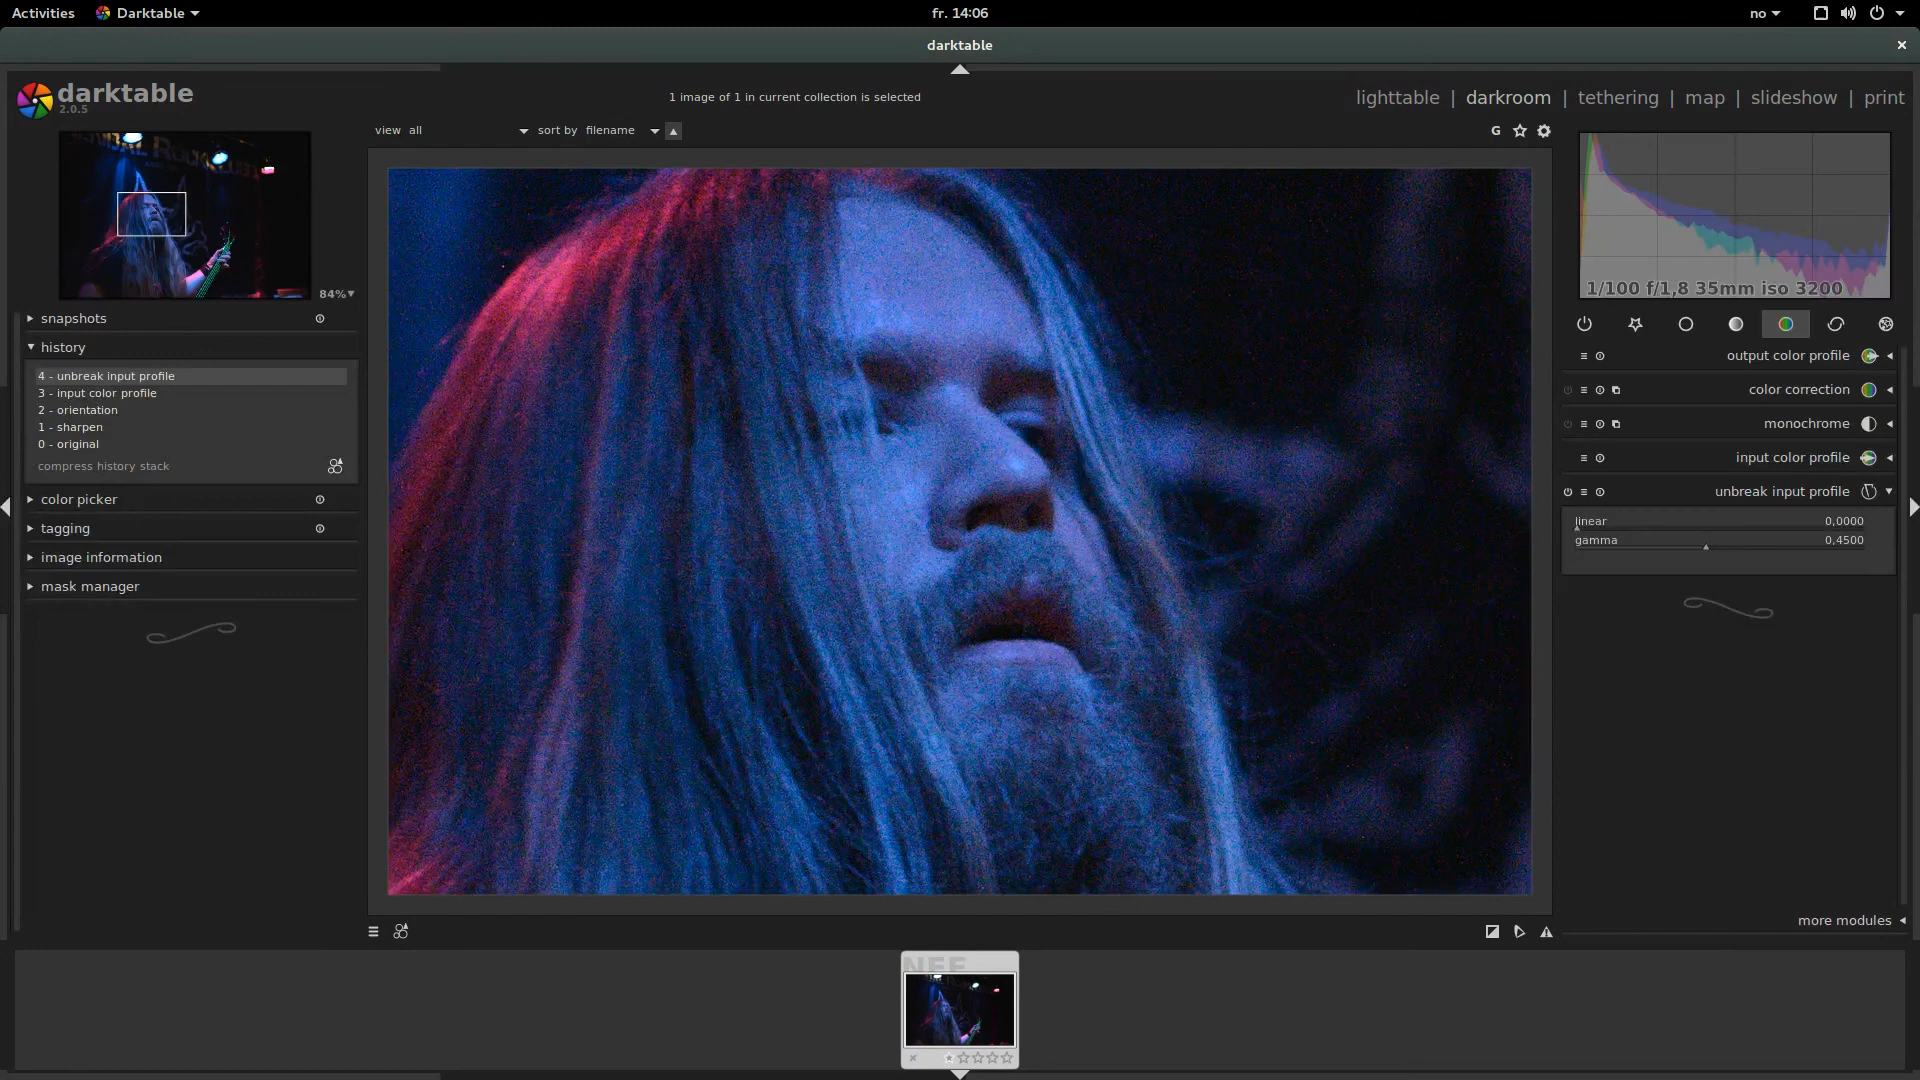 Activities Darktable fr. 14:06 no
darktable
darktable
2.0.5
1 image of 1 in current collection is selected
lighttable | darkroom | tethering | map | slideshow | print
view all sort by filename G
84%
1/100 f/1,8 35mm iso 3200
snapshots
history
4 - unbreak input profile
3 - input color profile
2 - orientation
1 - sharpen
0 - original
compress history stack
color picker
tagging
image information
mask manager
output color profile
color correction
monochrome
input color profile
unbreak input profile
linear 0,0000
gamma 0,4500
more modules
NEF